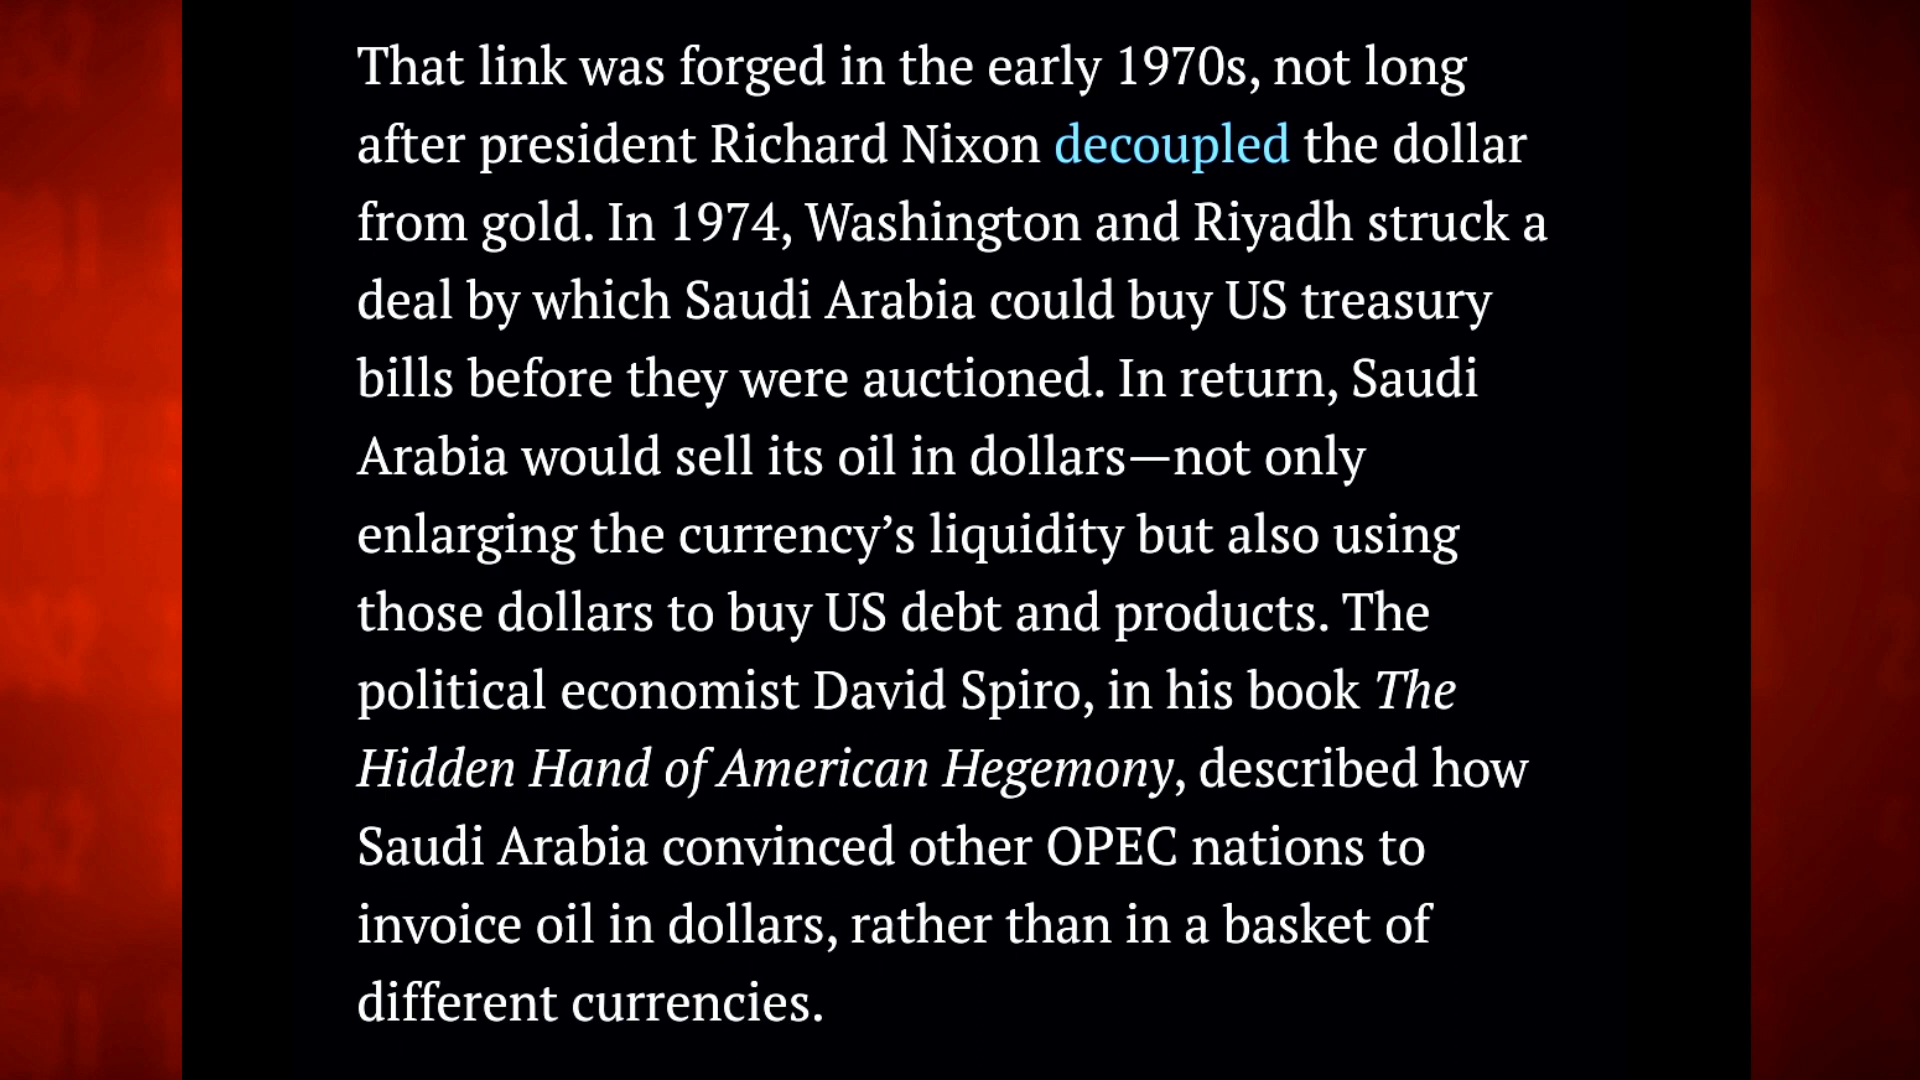 That link was forged in the early 1970s, not long
after president Richard Nixon decoupled the dollar
from gold. In 1974, Washington and Riyadh struck a
deal by which Saudi Arabia could buy US treasury
bills before they were auctioned. In return, Saudi
Arabia would sell its oil in dollars—not only
enlarging the currency’s liquidity but also using
those dollars to buy US debt and products. The
political economist David Spiro, in his book The
Hidden Hand of American Hegemony, described how
Saudi Arabia convinced other OPEC nations to
invoice oil in dollars, rather than in a basket of
different currencies.